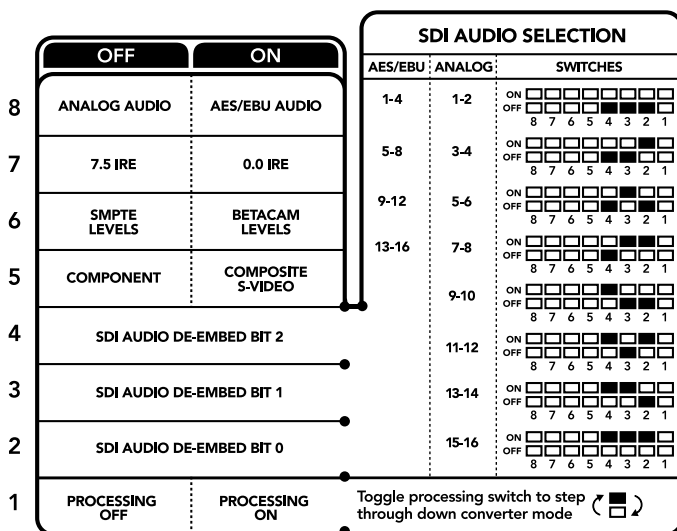 OFF ON
8 ANALOG AUDIO AES/EBU AUDIO
7 7.5 IRE 0.0 IRE
6 SMPTE LEVELS BETACAM LEVELS
5 COMPONENT COMPOSITE S-VIDEO
4 SDI AUDIO DE-EMBED BIT 2
3 SDI AUDIO DE-EMBED BIT 1
2 SDI AUDIO DE-EMBED BIT 0
1 PROCESSING OFF PROCESSING ON
SDI AUDIO SELECTION
AES/EBU ANALOG SWITCHES
1-4 1-2 ON
OFF
8 7 6 5 4 3 2 1
5-8 3-4 ON
OFF
8 7 6 5 4 3 2 1
9-12 5-6 ON
OFF
8 7 6 5 4 3 2 1
13-16 7-8 ON
OFF
8 7 6 5 4 3 2 1
9-10 ON
OFF
8 7 6 5 4 3 2 1
11-12 ON
OFF
8 7 6 5 4 3 2 1
13-14 ON
OFF
8 7 6 5 4 3 2 1
15-16 ON
OFF
8 7 6 5 4 3 2 1
Toggle processing switch to step
through down converter mode